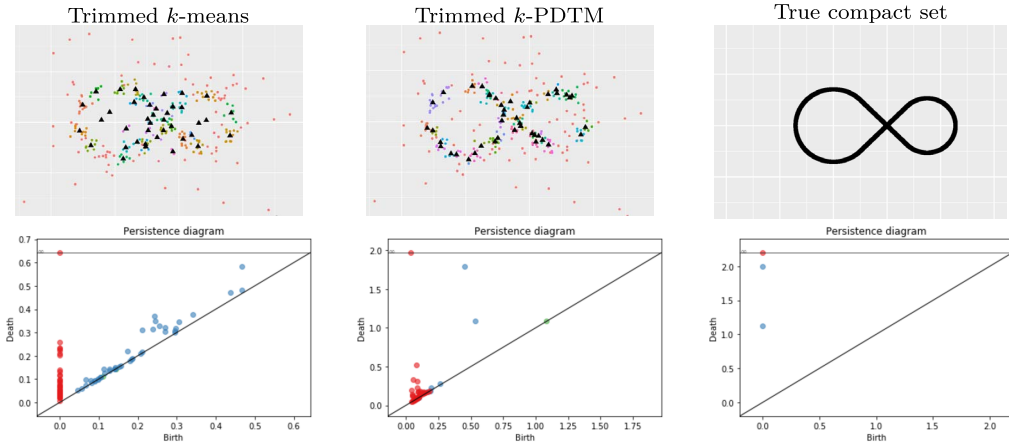 Trimmed k-means
Trimmed k-PDTM
True compact set
Persistence diagram
0.7
0.6
0.5
0.4
0.3
0.2
0.1
0.0
Death
0.0 0.1 0.2 0.3 0.4 0.5 0.6
Birth
Persistence diagram
2.0
1.5
1.0
0.5
0.0
Death
0.00 0.25 0.50 0.75 1.00 1.25 1.50 1.75
Birth
Persistence diagram
2.0
1.5
1.0
0.5
0.0
Death
0.0 0.5 1.0 1.5 2.0
Birth